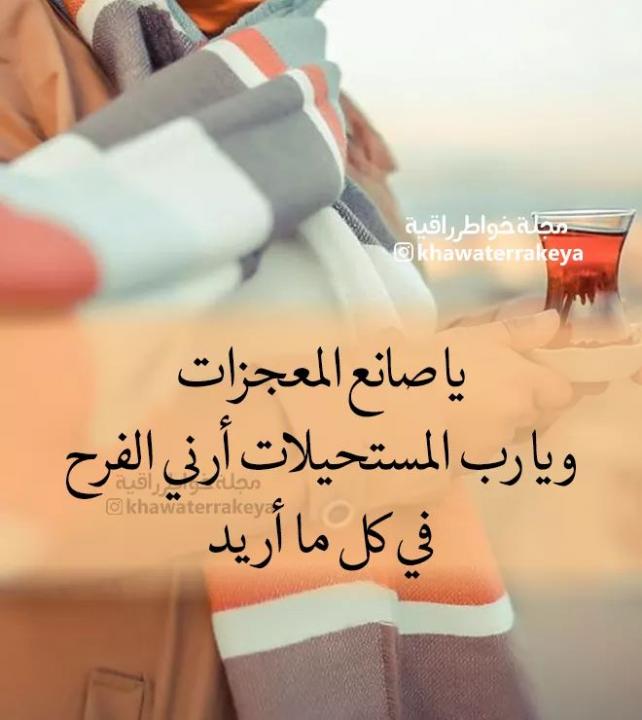 مجلة خواطر راقية
khawaterrakeya
يا صانع المعجزات
ويا رب المستحيلات أرني الفرح
مجلة خواطر راقية
khawaterrakeya
في كل ما أريد